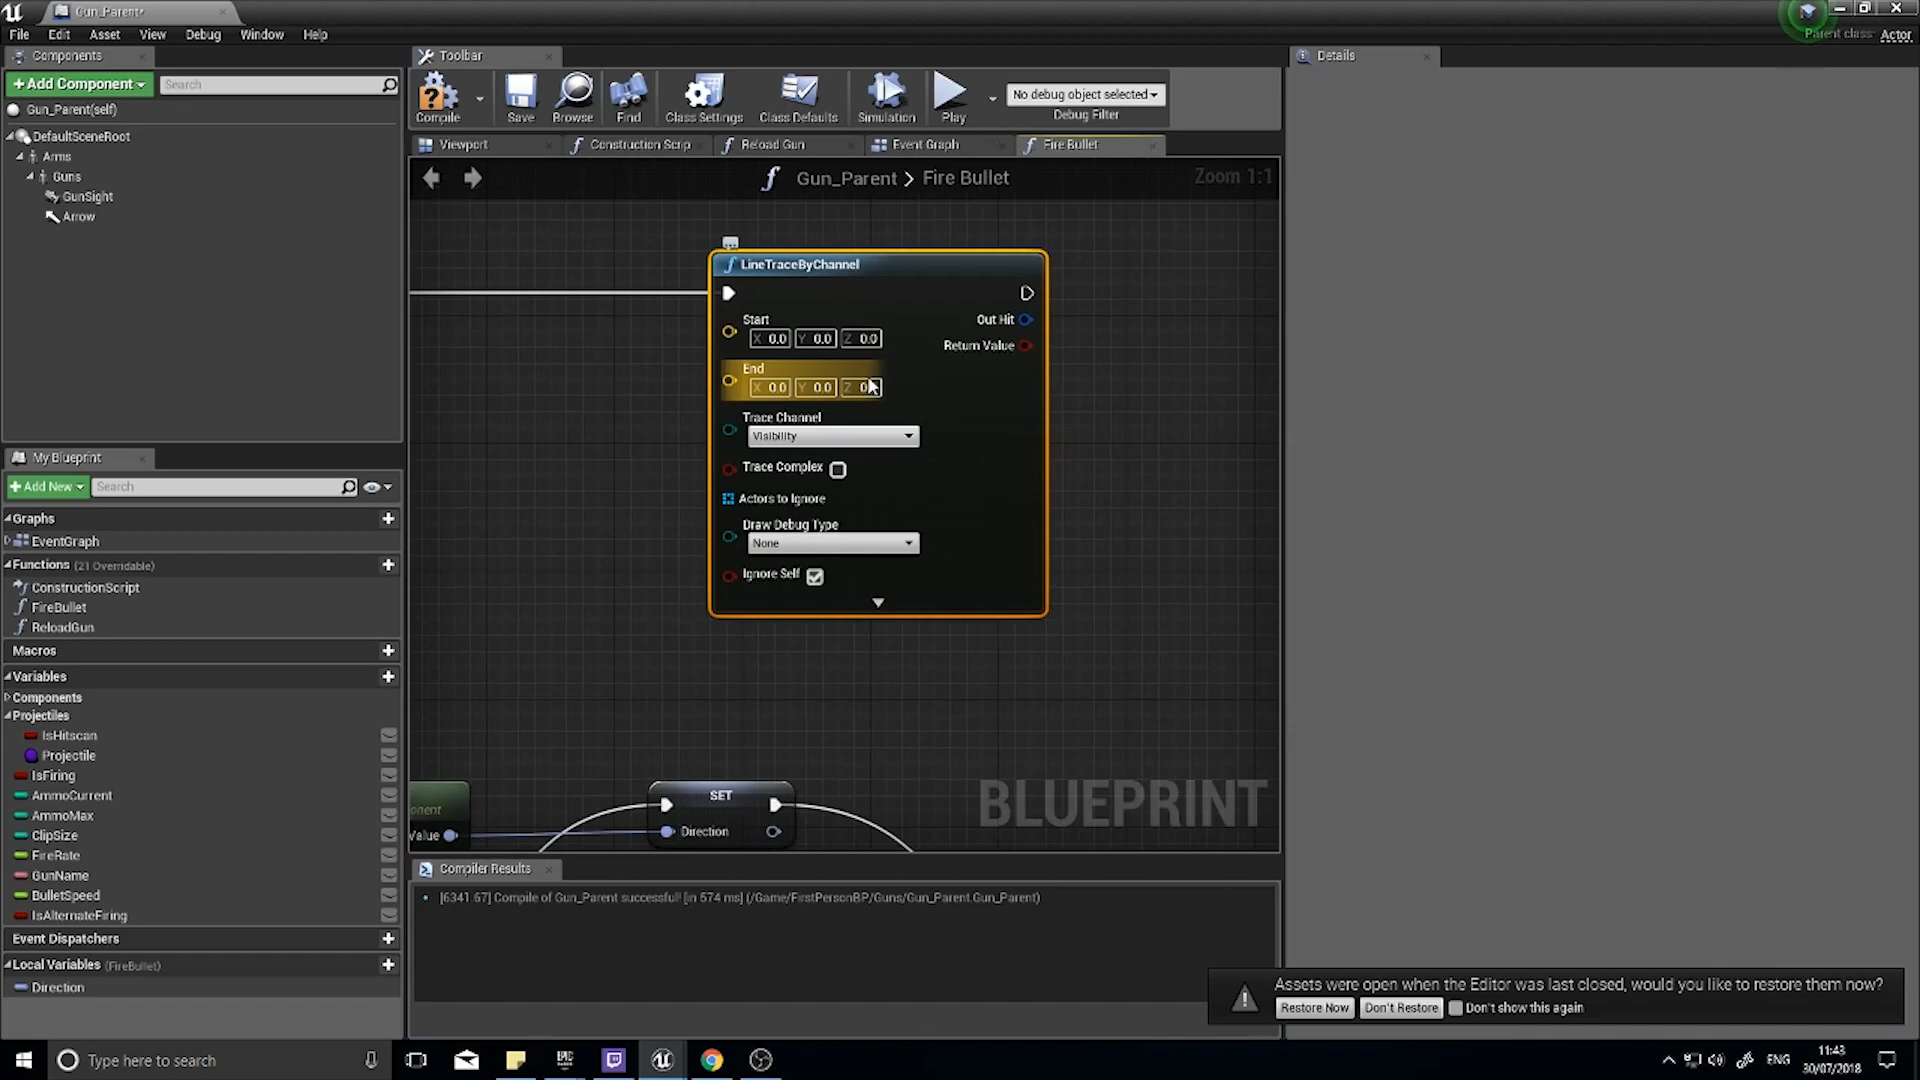 Gun_Parent*
File Edit Asset View Debug Window Help
Parent class: Actor
Components
Toolbar
Details
+Add Component
Search
Gun_Parent(self)
DefaultSceneRoot
Arms
Guns
GunSight
Arrow
Compile
Save
Browse
Find
Class Settings
Class Defaults
Simulation
Play
No debug object selected
Debug Filter
Viewport
Construction Scrip
Reload Gun
Event Graph
Fire Bullet
Gun_Parent > Fire Bullet
Zoom 1:1
LineTraceByChannel
Start
X 0.0 Y 0.0 Z 0.0
Out Hit
Return Value
End
X 0.0 Y 0.0 Z
Trace Channel
Visibility
Trace Complex
Actors to Ignore
Draw Debug Type
None
Ignore Self
SET
Direction
onent
Value
BLUEPRINT
My Blueprint
+Add New
Search
Graphs
EventGraph
Functions (21 Overridable)
ConstructionScript
FireBullet
ReloadGun
Macros
Variables
Components
Projectiles
IsHitscan
Projectile
IsFiring
AmmoCurrent
AmmoMax
ClipSize
FireRate
GunName
BulletSpeed
IsAlternateFiring
Event Dispatchers
Local Variables (FireBullet)
Direction
Compiler Results
[6341 67] Compile of Gun_Parent successful! [in 574 ms] (/Game/FirstPersonBP/Guns/Gun_Parent.Gun_Parent)
Assets were open when the Editor was last closed, would you like to restore them now?
Restore Now
Don't Restore
Don't show this again
Type here to search
EPIC
ENG
11:43
30/07/2018